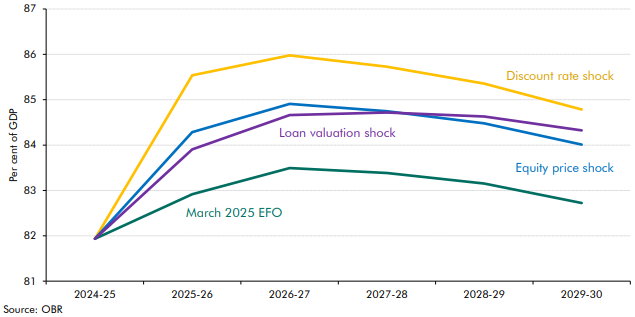 87
86
85
84
83
82
81
Per cent of GDP
Discount rate shock
Loan valuation shock
Equity price shock
March 2025 EFO
2024-25 2025-26 2026-27 2027-28 2028-29 2029-30
Source: OBR